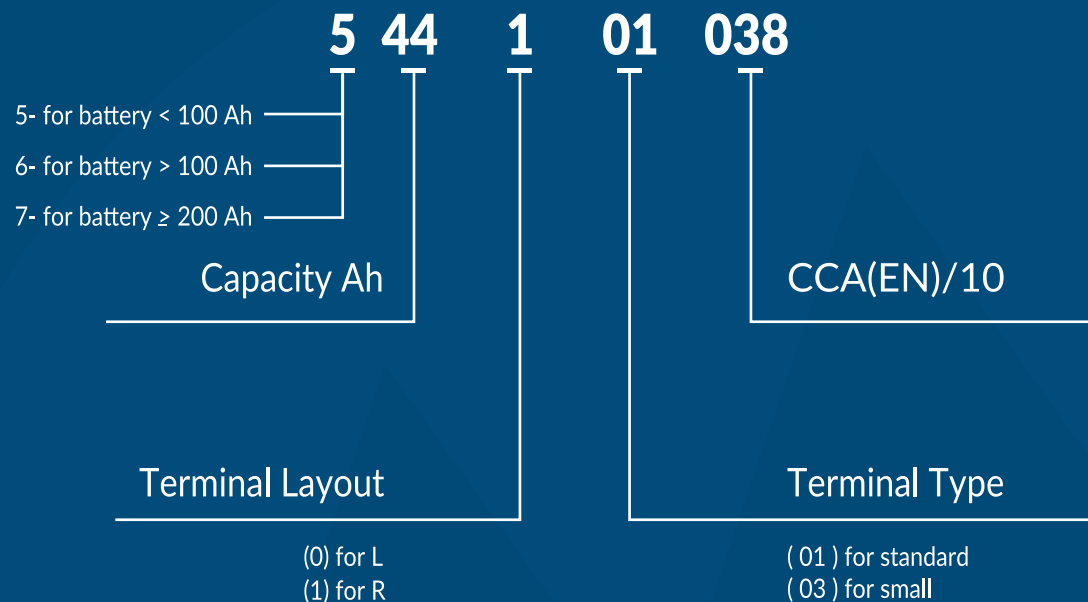 5 44 1 01 038
5- for battery < 100 Ah
6- for battery > 100 Ah
7- for battery ≥ 200 Ah
Capacity Ah
CCA(EN)/10
Terminal Layout
Terminal Type
(0) for L
(1) for R
( 01 ) for standard
( 03 ) for small